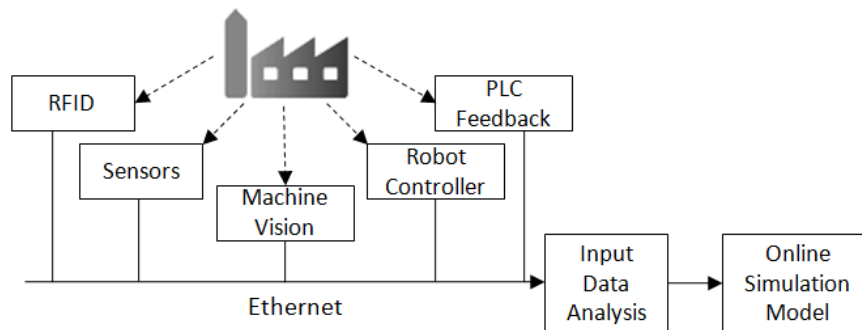 RFID
PLC
Feedback
Sensors
Robot
Controller
Machine
Vision
Ethernet
Input
Data
Analysis
Online
Simulation
Model